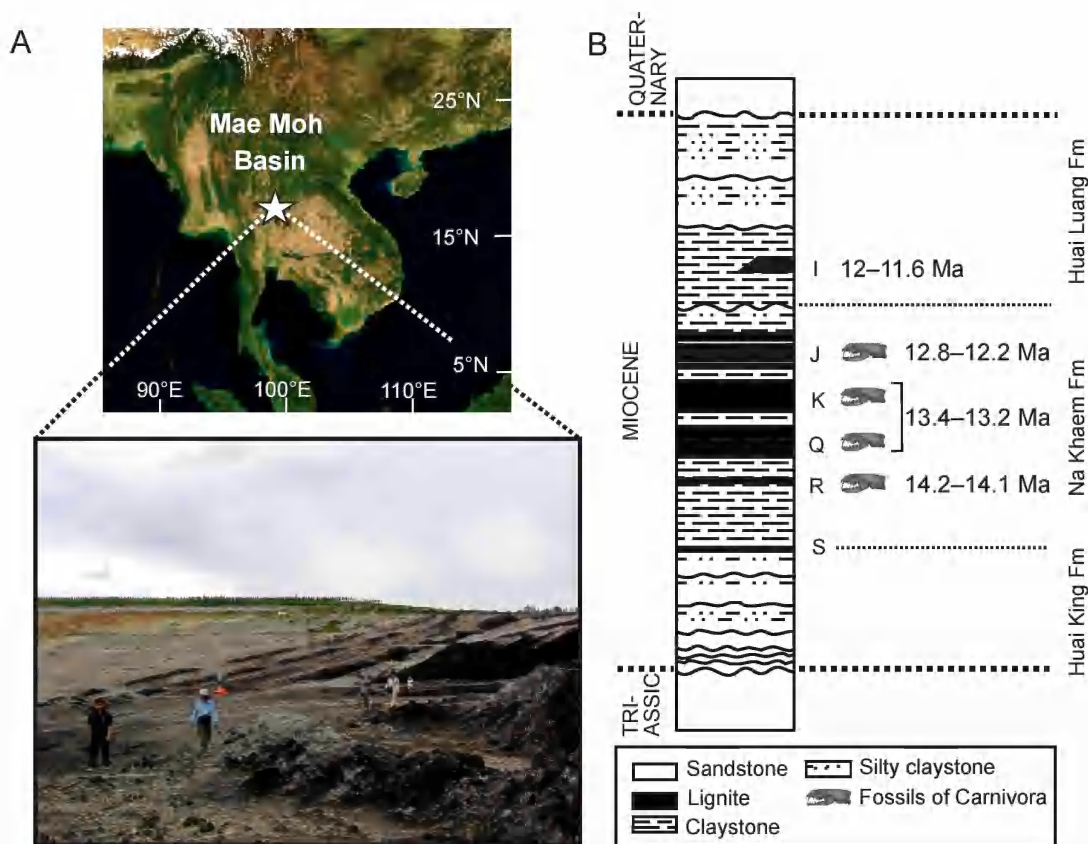 A
Mae Moh
Basin
25°N
15°N
5°N
90°E
100°E
110°E
B
QUATER-
NARY
MIOCENE
TRI-
ASSIC
I 12–11.6 Ma
J 12.8–12.2 Ma
K
13.4–13.2 Ma
Q
R 14.2–14.1 Ma
S
Huai Luang Fm
Na Khaem Fm
Huai King Fm
Sandstone
Silty claystone
Lignite
Fossils of Carnivora
Claystone